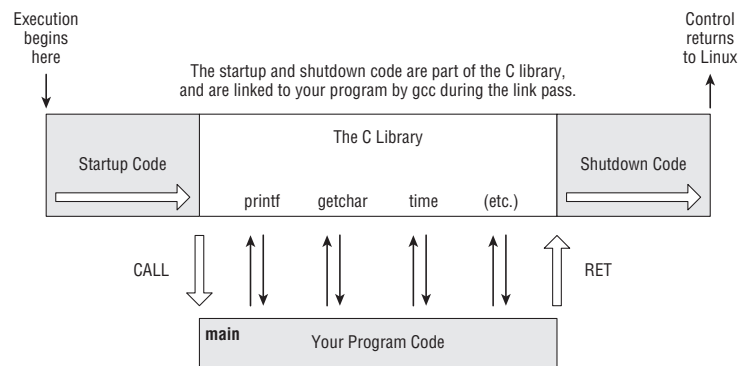 Execution
begins
here
Control
returns
to Linux
The startup and shutdown code are part of the C library,
and are linked to your program by gcc during the link pass.
The C Library
Startup Code
Shutdown Code
printf getchar time (etc.)
CALL
RET
main
Your Program Code